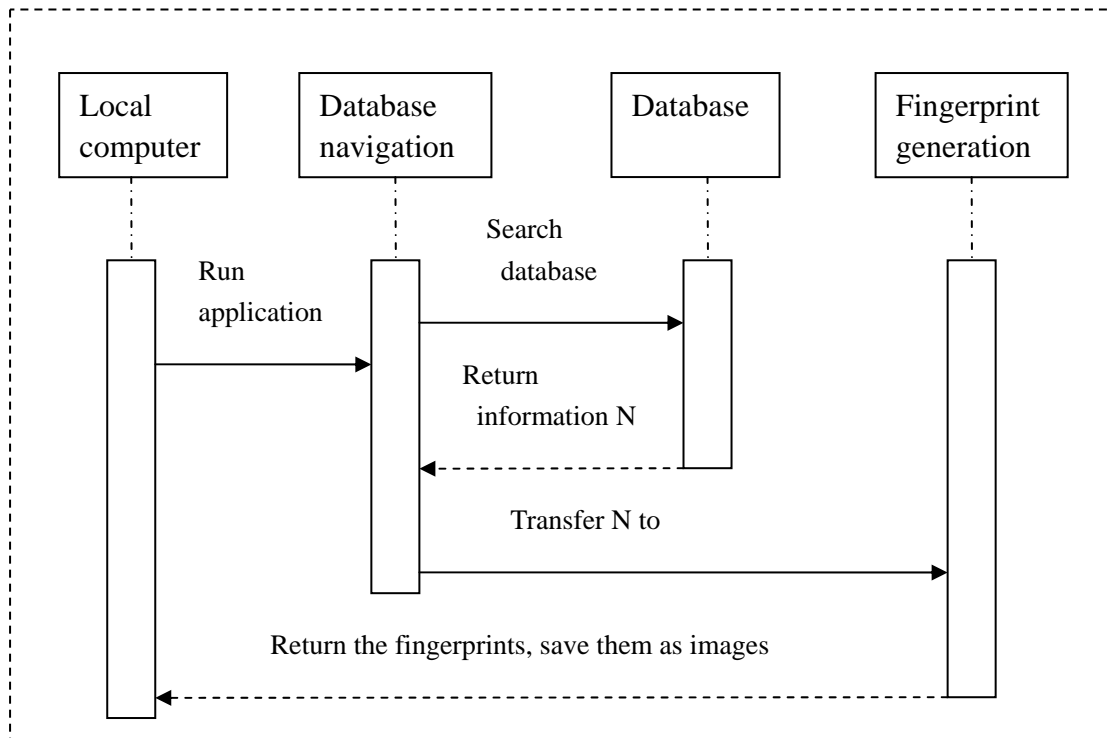 Local
computer
Database
navigation
Database
Fingerprint
generation
Search
database
Run
application
Return
information N
Transfer N to
Return the fingerprints, save them as images